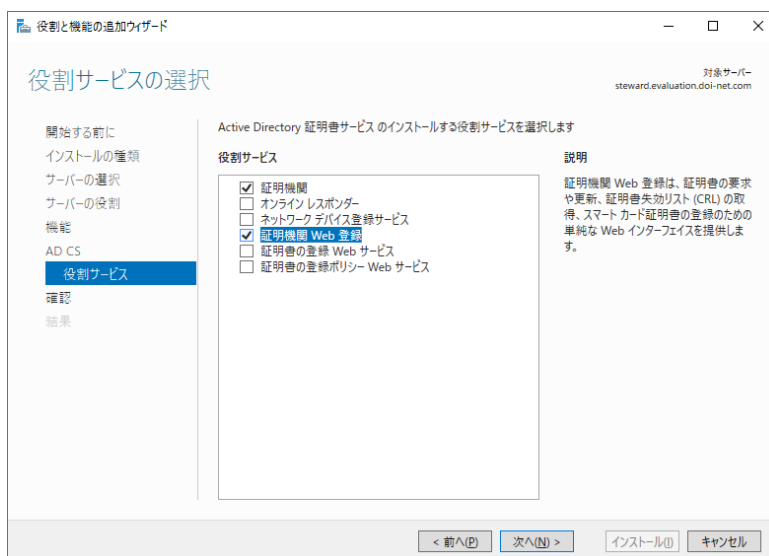 役割と機能の追加ウィザード
役割サービスの選択
対象サーバー
steward.evaluation.doi-net.com
開始する前に
インストールの種類
サーバーの選択
サーバーの役割
機能
AD CS
役割サービス
確認
結果
Active Directory 証明書サービス のインストールする役割サービスを選択します
役割サービス
証明機関
オンライン レスポンダー
ネットワーク デバイス登録サービス
証明機関 Web 登録
証明書の登録 Web サービス
証明書の登録ポリシー Web サービス
説明
証明機関 Web 登録は、証明書の要求
や更新、証明書失効リスト (CRL) の取
得、スマート カード証明書の登録のための
単純な Web インターフェイスを提供しま
す。
< 前へ(P)
次へ(N) >
インストール(I)
キャンセル